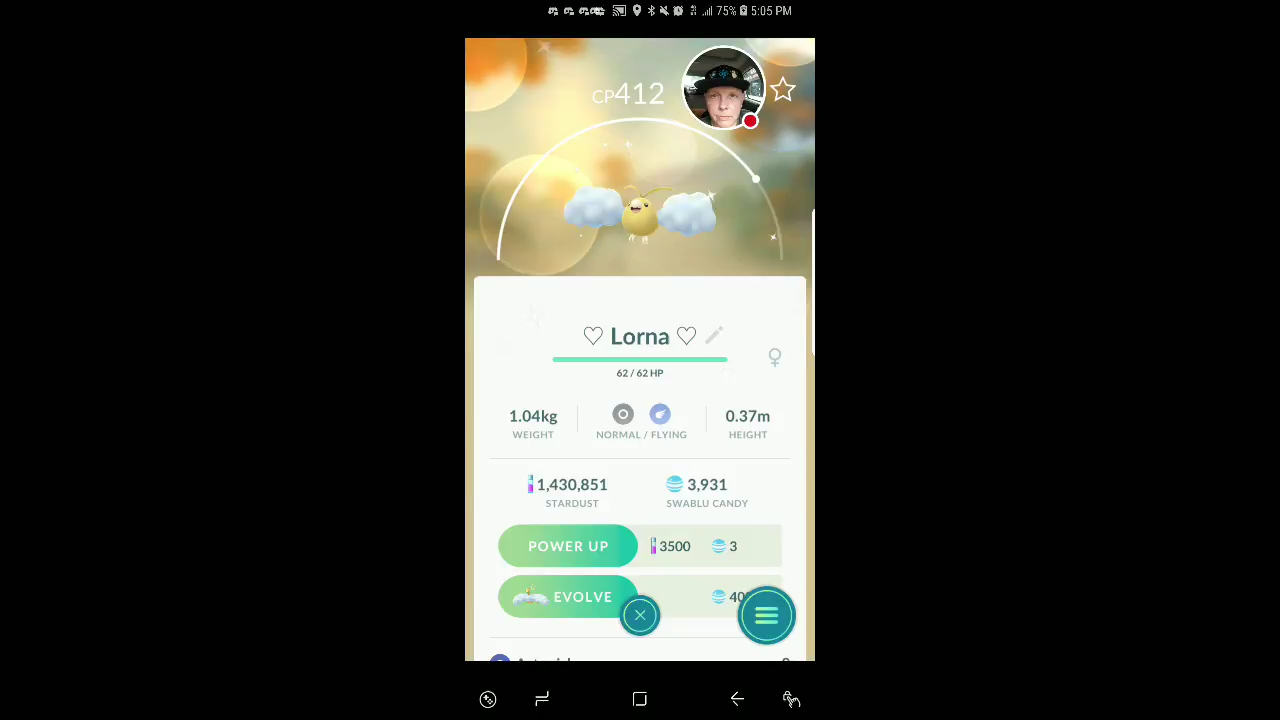 75% 5:05 PM
CP412
♡ Lorna ♡
62 / 62 HP
1.04kg
WEIGHT
NORMAL / FLYING
0.37m
HEIGHT
1,430,851
STARDUST
3,931
SWABLU CANDY
POWER UP 3500 3
EVOLVE